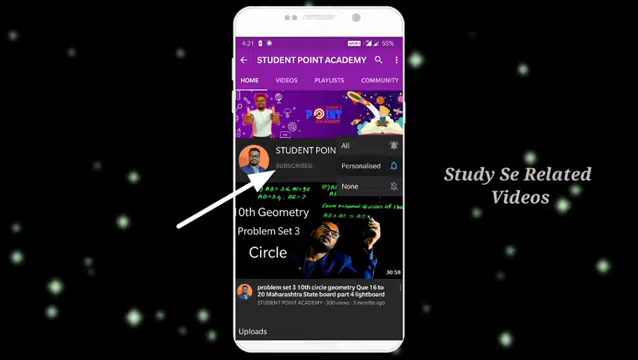 4:21
55%
STUDENT POINT ACADEMY
HOME VIDEOS PLAYLISTS COMMUNITY
POINT
STUDENT POIN
SUBSCRIBED
All
Personalised
None
10th Geometry
Problem Set 3
Circle
30:58
problem set 3 10th circle geometry Que 16 to
20 Maharashtra State board part 4 lightboard
STUDENT POINT ACADEMY · 300 views · 3 months ago
Uploads
Study Se Related
Videos